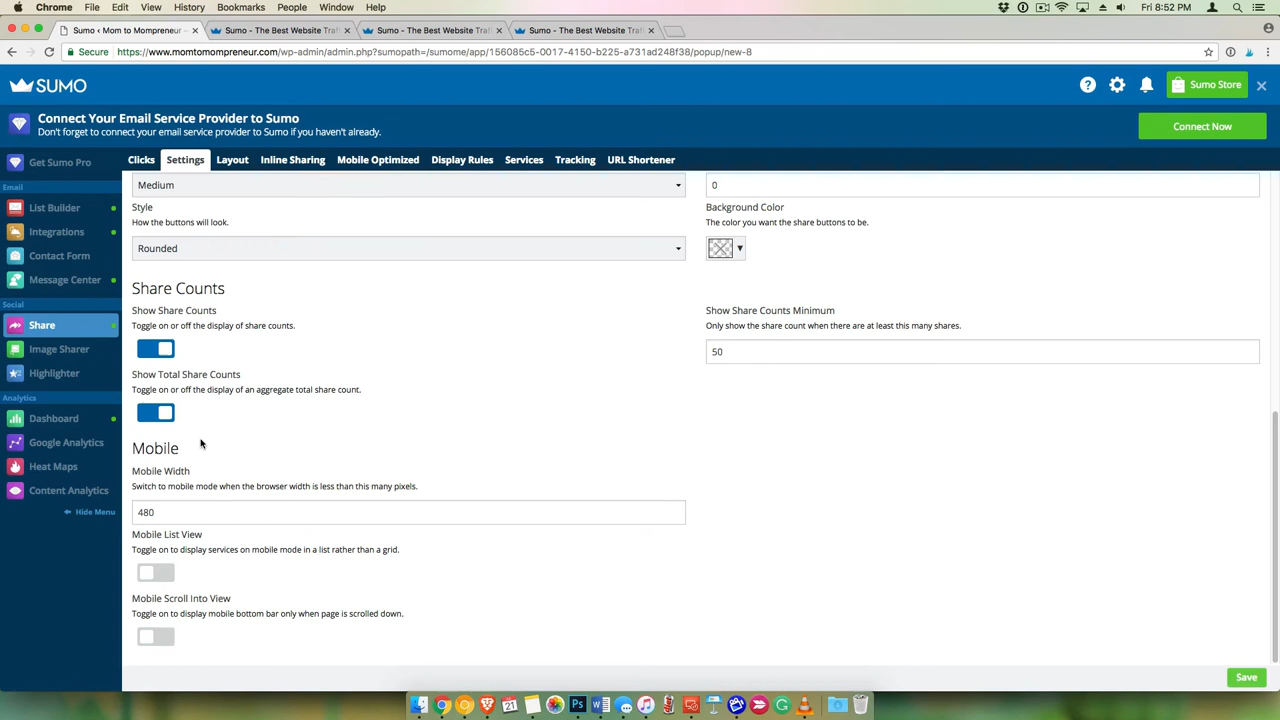 Chrome File Edit View History Bookmarks People Window Help Fri 8:52 PM
Sumo ‹ Mom to Mompreneur — Sumo - The Best Website Traf Sumo - The Best Website Traf Sumo - The Best Website Traf
Secure https://www.momtomompreneur.com/wp-admin/admin.php?sumopath=/sumome/app/156085c5-0017-4150-b225-a731ad248f38/popup/new-8
SUMO
Sumo Store
Connect Your Email Service Provider to Sumo
Don't forget to connect your email service provider to Sumo if you haven't already.
Connect Now
Get Sumo Pro
Clicks Settings Layout Inline Sharing Mobile Optimized Display Rules Services Tracking URL Shortener
Email
List Builder
Integrations
Contact Form
Message Center
Social
Share
Image Sharer
Highlighter
Analytics
Dashboard
Google Analytics
Heat Maps
Content Analytics
Hide Menu
Medium
0
Style
How the buttons will look.
Rounded
Background Color
The color you want the share buttons to be.
Share Counts
Show Share Counts
Toggle on or off the display of share counts.
Show Share Counts Minimum
Only show the share count when there are at least this many shares.
50
Show Total Share Counts
Toggle on or off the display of an aggregate total share count.
Mobile
Mobile Width
Switch to mobile mode when the browser width is less than this many pixels.
480
Mobile List View
Toggle on to display services on mobile mode in a list rather than a grid.
Mobile Scroll Into View
Toggle on to display mobile bottom bar only when page is scrolled down.
Save
21
Ps